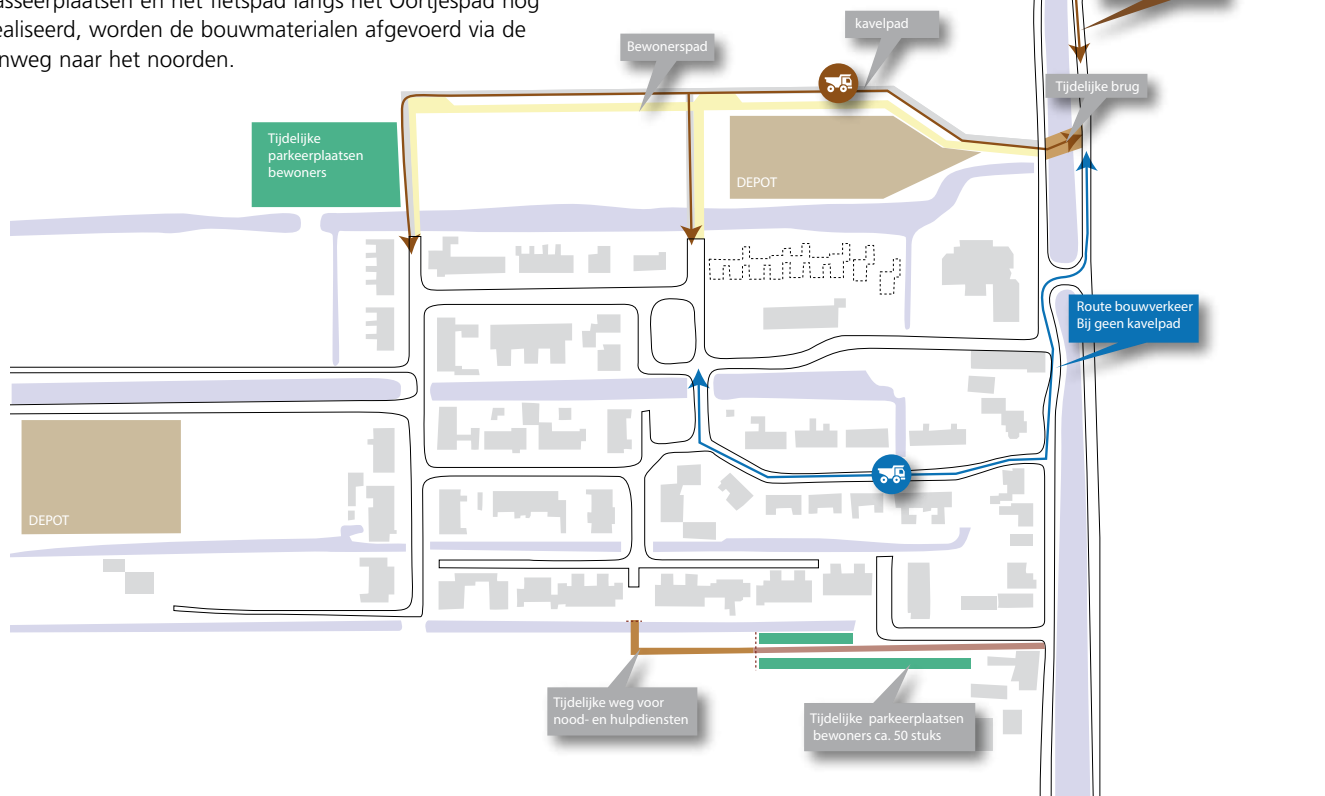 asseerplaatsen en het fietspad langs het Oortjespad nog
ealiseerd, worden de bouwmaterialen afgevoerd via de
nweg naar het noorden.
kavelpad
Bewonerspad
Tijdelijke brug
Tijdelijke
parkeerplaatsen
bewoners
DEPOT
Route bouwverkeer
Bij geen kavelpad
DEPOT
Tijdelijke weg voor
nood- en hulpdiensten
Tijdelijke parkeerplaatsen
bewoners ca. 50 stuks